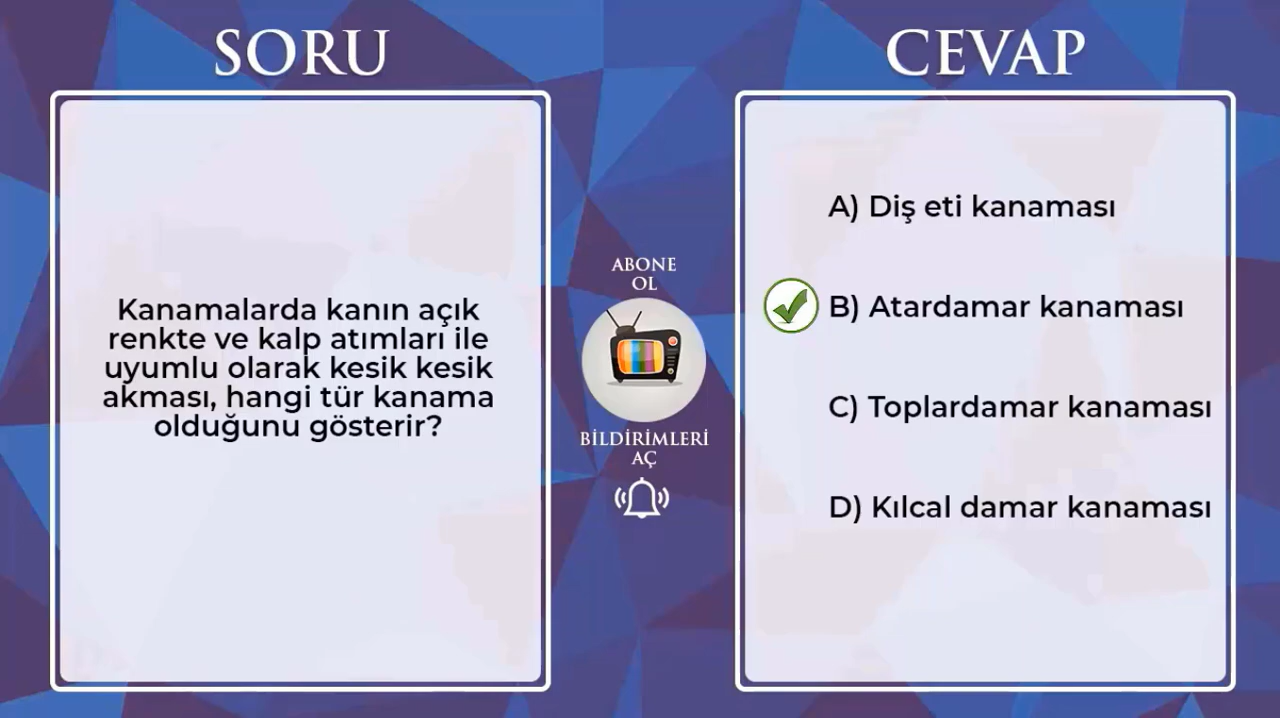 SORU
Kanamalarda kanın açık
renkte ve kalp atımları ile
uyumlu olarak kesik kesik
akması, hangi tür kanama
olduğunu gösterir?
ABONE
OL
BİLDİRİMLERİ
AÇ
CEVAP
A) Diş eti kanaması
B) Atardamar kanaması
C) Toplardamar kanaması
D) Kılcal damar kanaması